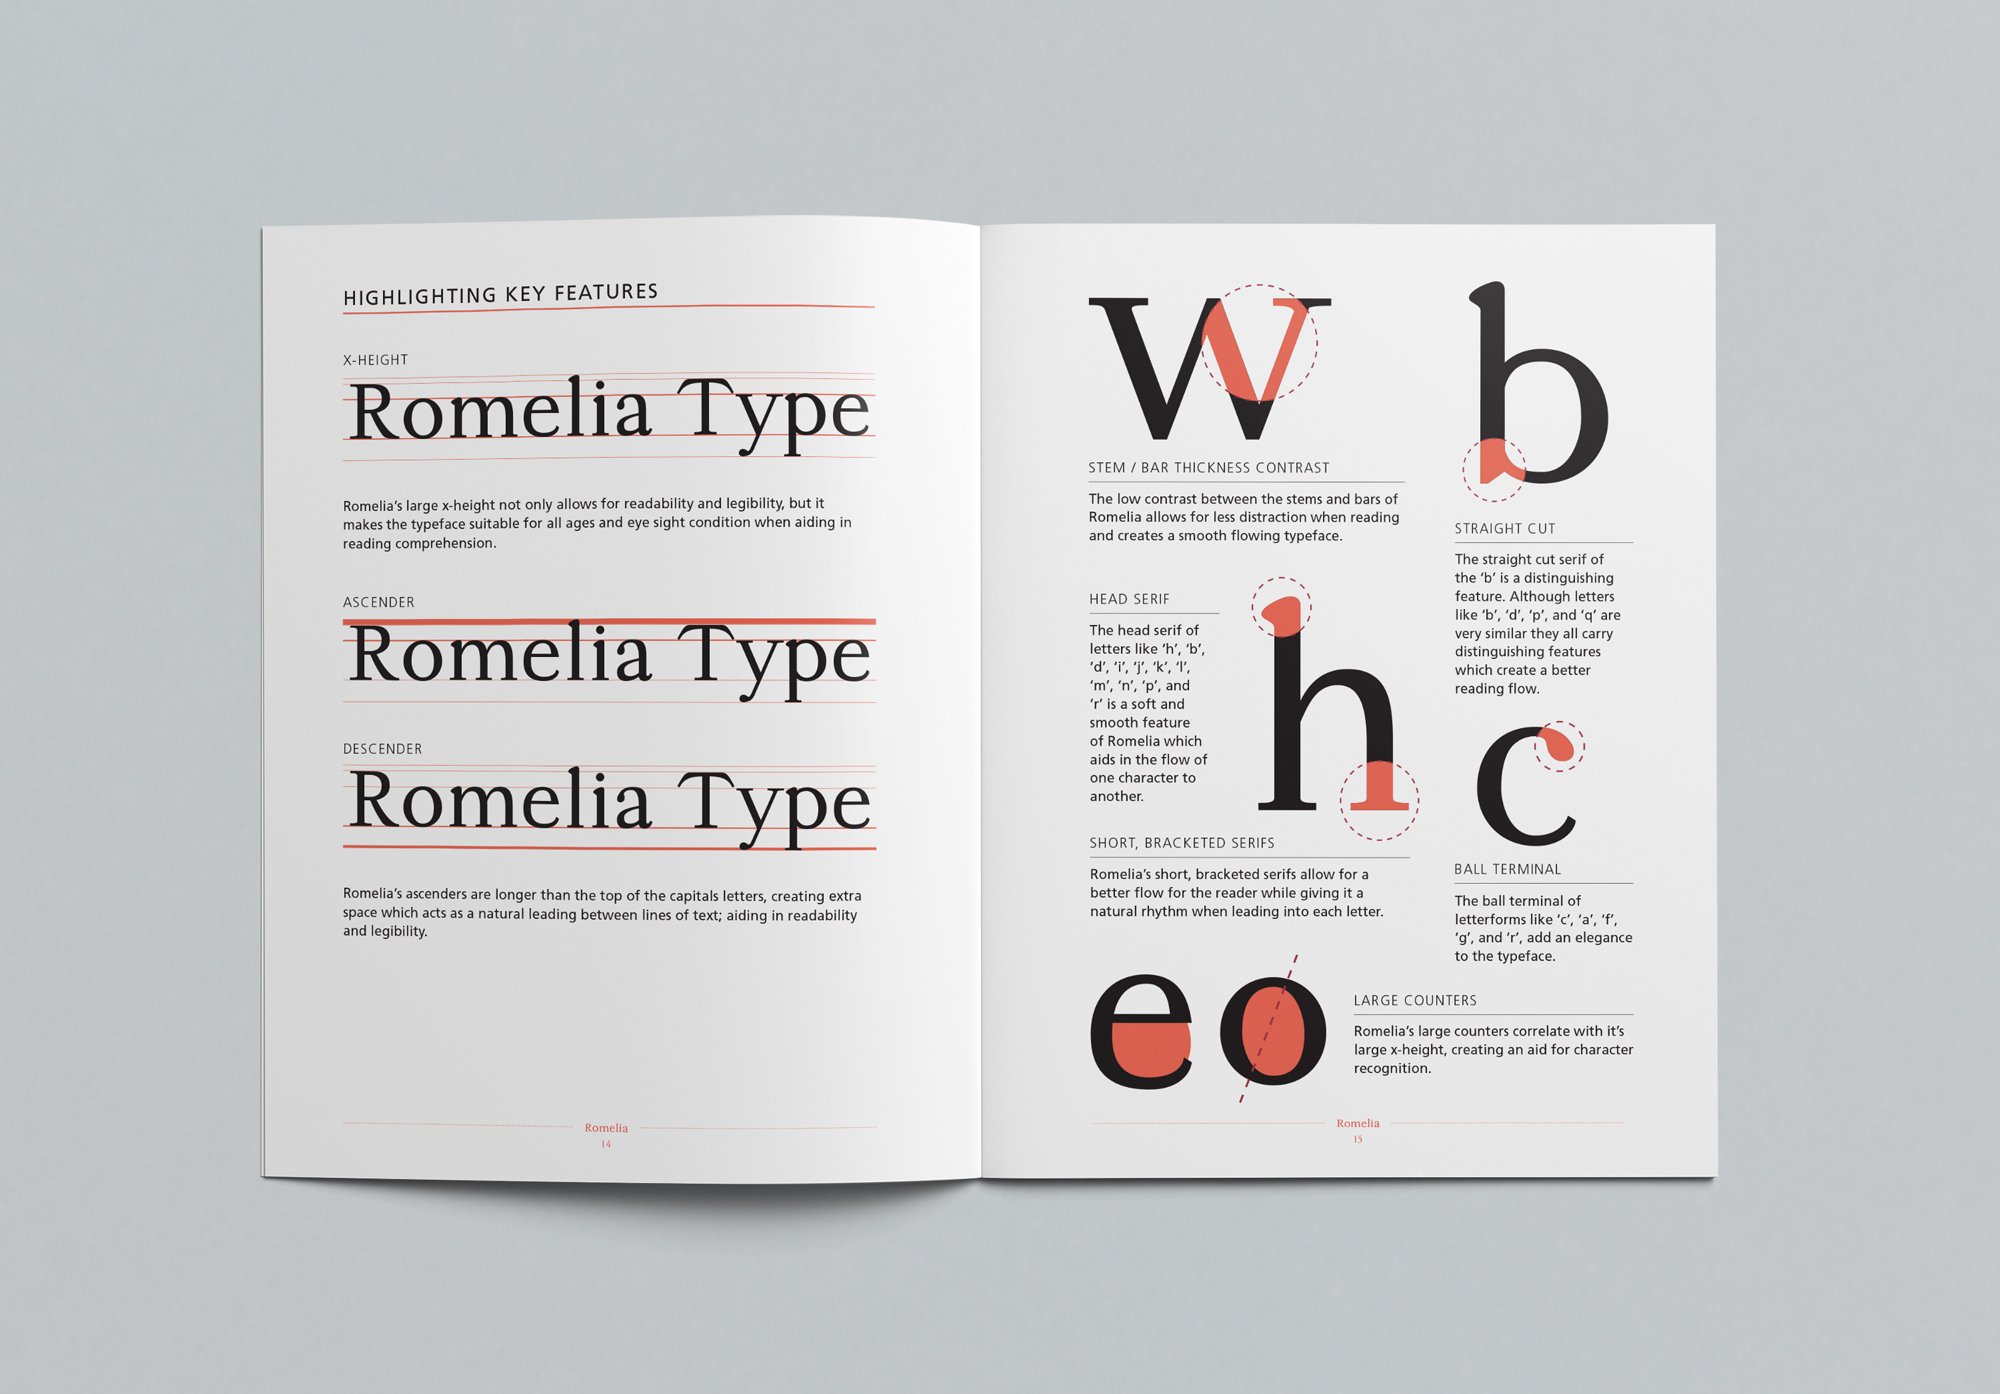 HIGHLIGHTING KEY FEATURES
X-HEIGHT
Romelia Type
Romelia’s large x-height not only allows for readability and legibility, but it
makes the typeface suitable for all ages and eye sight condition when aiding in
reading comprehension.
ASCENDER
Romelia Type
DESCENDER
Romelia Type
Romelia’s ascenders are longer than the top of the capitals letters, creating extra
space which acts as a natural leading between lines of text; aiding in readability
and legibility.
Romelia
14
w
STEM / BAR THICKNESS CONTRAST
The low contrast between the stems and bars of
Romelia allows for less distraction when reading
and creates a smooth flowing typeface.
b
STRAIGHT CUT
The straight cut serif of
the ‘b’ is a distinguishing
feature. Although letters
like ‘b’, ‘d’, ‘p’, and ‘q’ are
very similar they all carry
distinguishing features
which create a better
reading flow.
HEAD SERIF
The head serif of
letters like ‘h’, ‘b’,
‘d’, ‘i’, ‘j’, ‘k’, ‘l’,
‘m’, ‘n’, ‘p’, and
‘r’ is a soft and
smooth feature
of Romelia which
aids in the flow of
one character to
another.
h
SHORT, BRACKETED SERIFS
Romelia’s short, bracketed serifs allow for a
better flow for the reader while giving it a
natural rhythm when leading into each letter.
c
BALL TERMINAL
The ball terminal of
letterforms like ‘c’, ‘a’, ‘f’,
‘g’, and ‘r’, add an elegance
to the typeface.
eo
LARGE COUNTERS
Romelia’s large counters correlate with it’s
large x-height, creating an aid for character
recognition.
Romelia
15